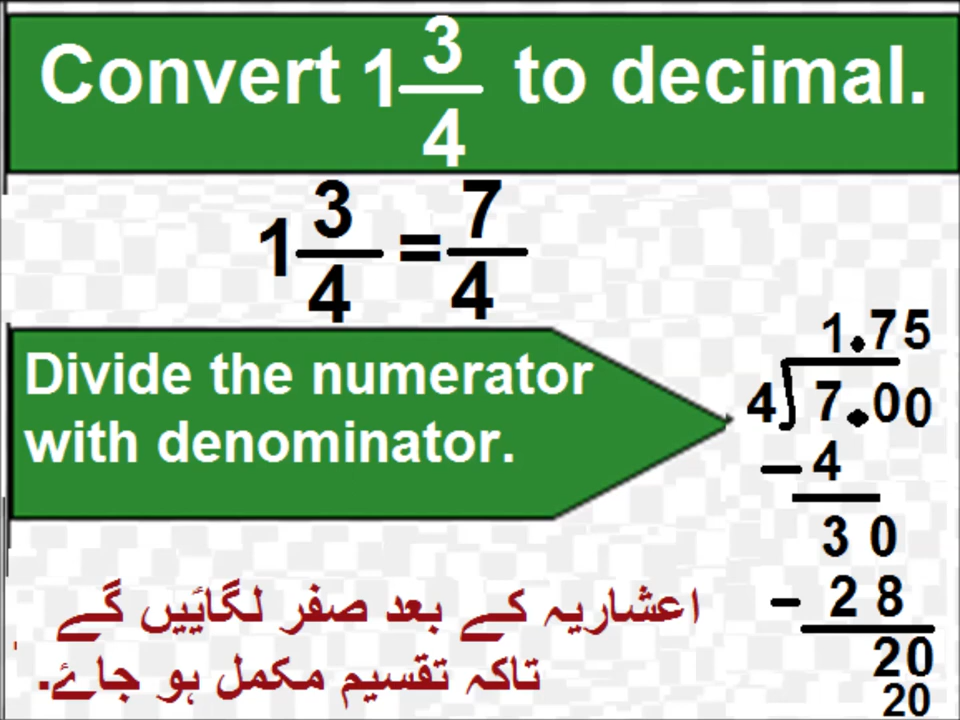 Convert 1 3/4 to decimal.
1 3/4 = 7/4
Divide the numerator
with denominator.
1.75
4 7.00
– 4
30
– 28
20
20
اعشاریہ کے بعد صفر لگائیں گے
تاکہ تقسیم مکمل ہو جائے.